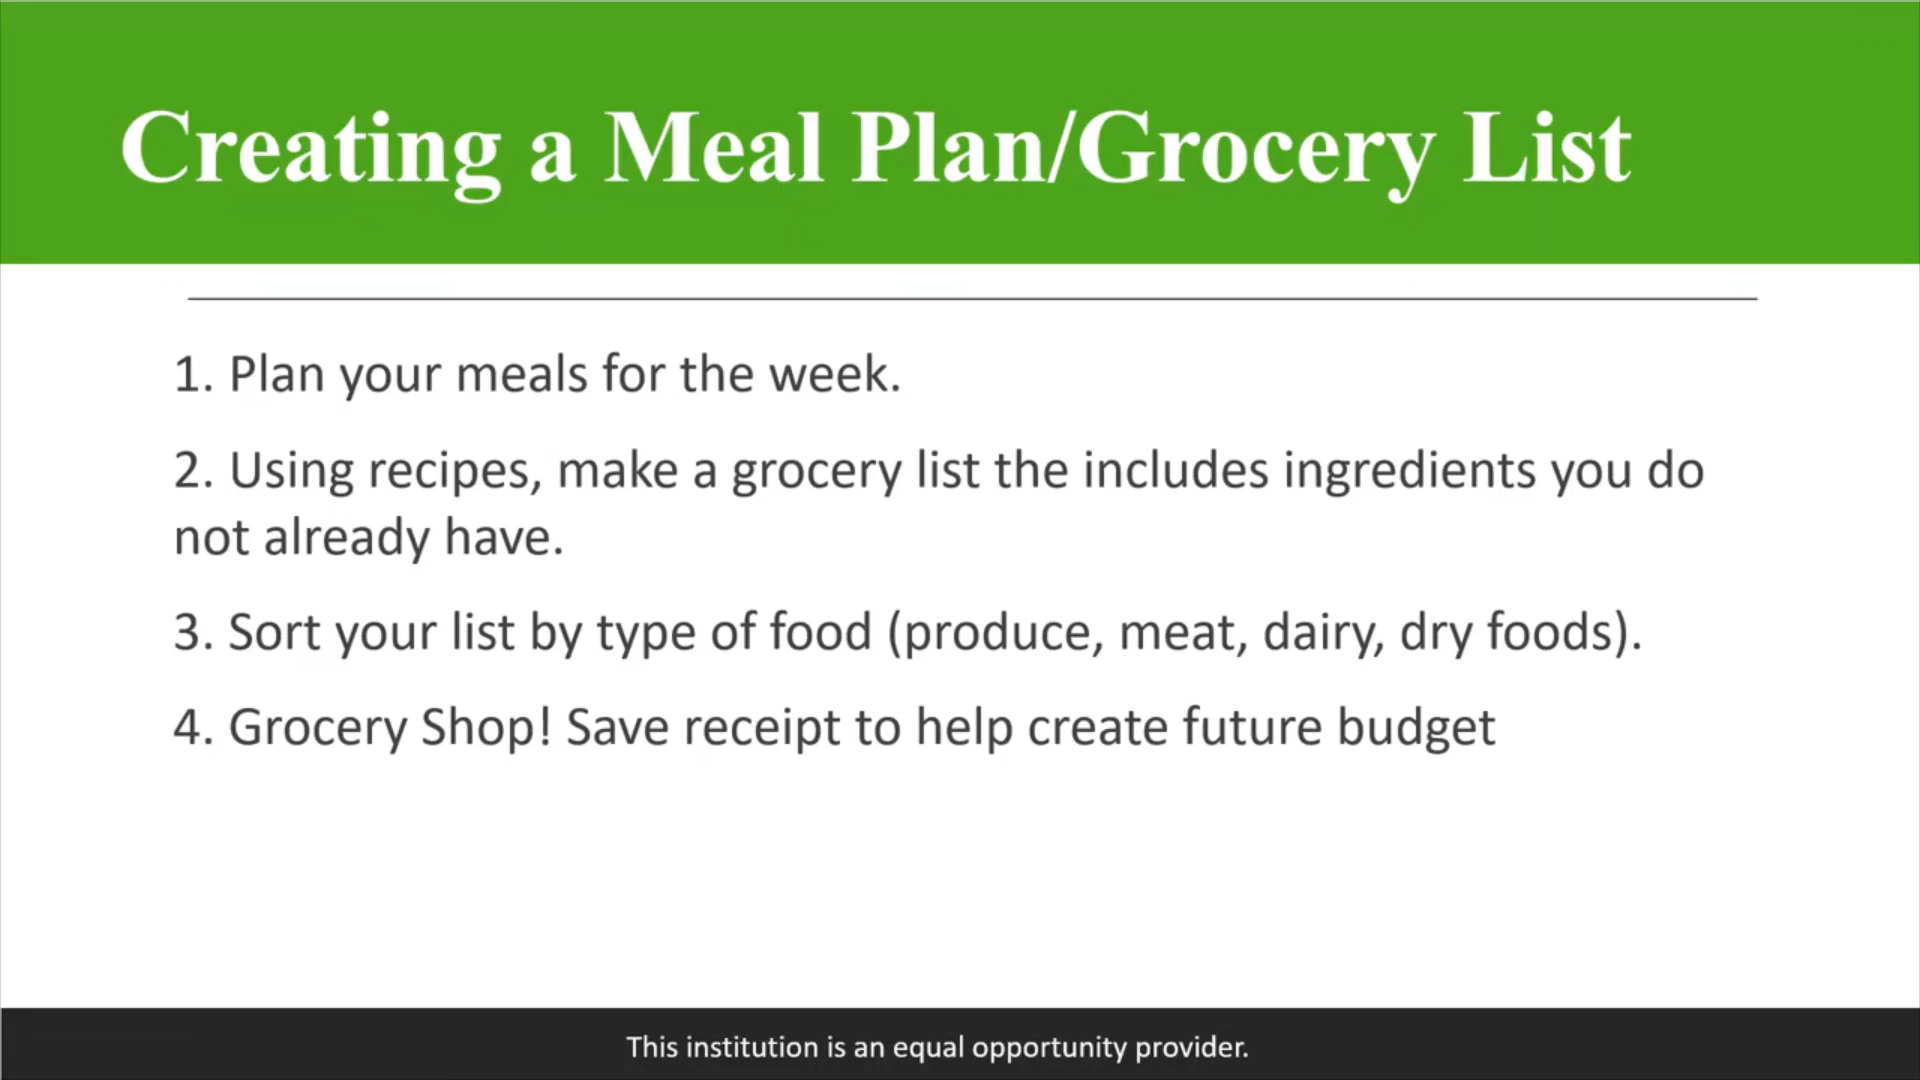 Creating a Meal Plan/Grocery List
1. Plan your meals for the week.
2. Using recipes, make a grocery list the includes ingredients you do
not already have.
3. Sort your list by type of food (produce, meat, dairy, dry foods).
4. Grocery Shop! Save receipt to help create future budget
This institution is an equal opportunity provider.